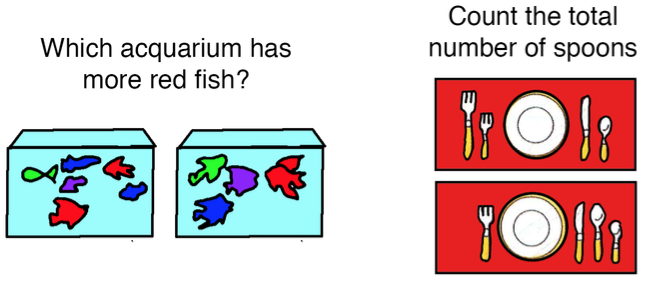 Which acquarium has
more red fish?
Count the total
number of spoons